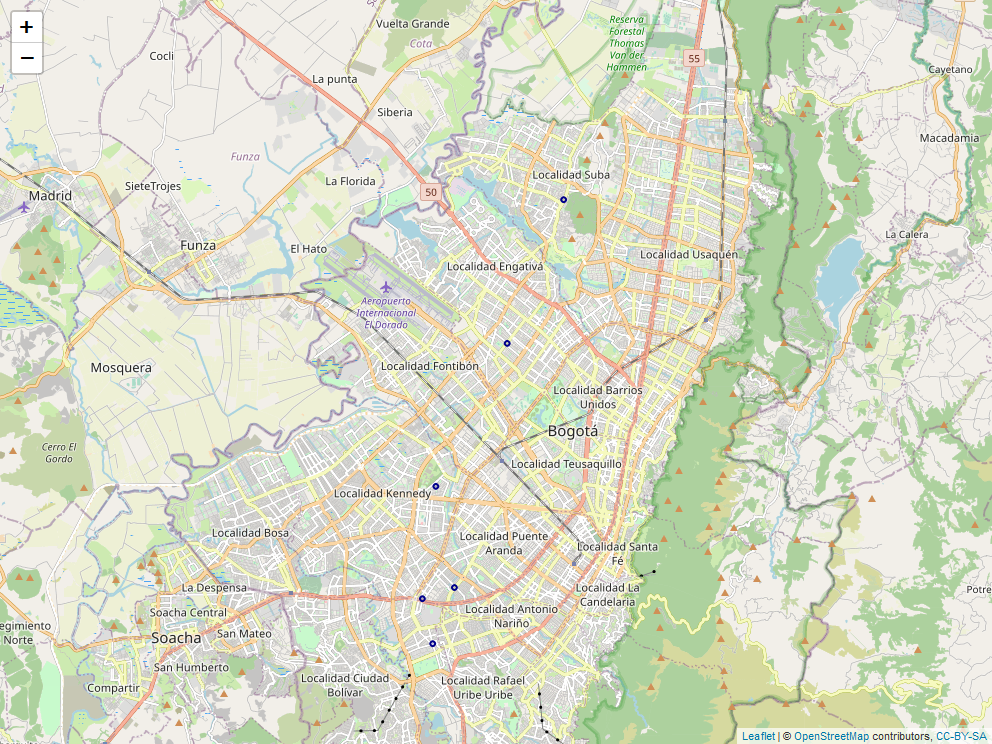 +
−
Vuelta Grande
Cota
Cocli
La punta
Siberia
Reserva
Forestal
Thomas
Van der
Hammen
55
Cayetano
Macadamia
Funza
SieteTrojes
La Florida
50
Localidad Suba
Madrid
Funza
El Hato
La Calera
Localidad Usaquén
Localidad Engativá
Aeropuerto
Internacional
El Dorado
Mosquera
Localidad Fontibón
Localidad Barrios
Unidos
Bogotá
Cerro El
Gordo
Localidad Teusaquillo
Localidad Kennedy
Localidad Bosa
Localidad Puente
Aranda
Localidad Santa
Fé
La Despensa
Localidad La
Candelaria
Potre
Soacha Central
Localidad Antonio
Nariño
egimiento
Norte
Soacha
San Mateo
San Humberto
Compartir
Localidad Ciudad
Bolívar
Localidad Rafael
Uribe Uribe
Leaflet | © OpenStreetMap contributors, CC-BY-SA